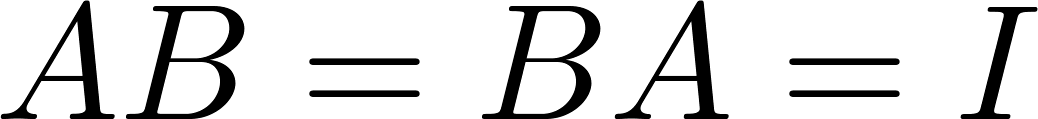 AB = BA = I